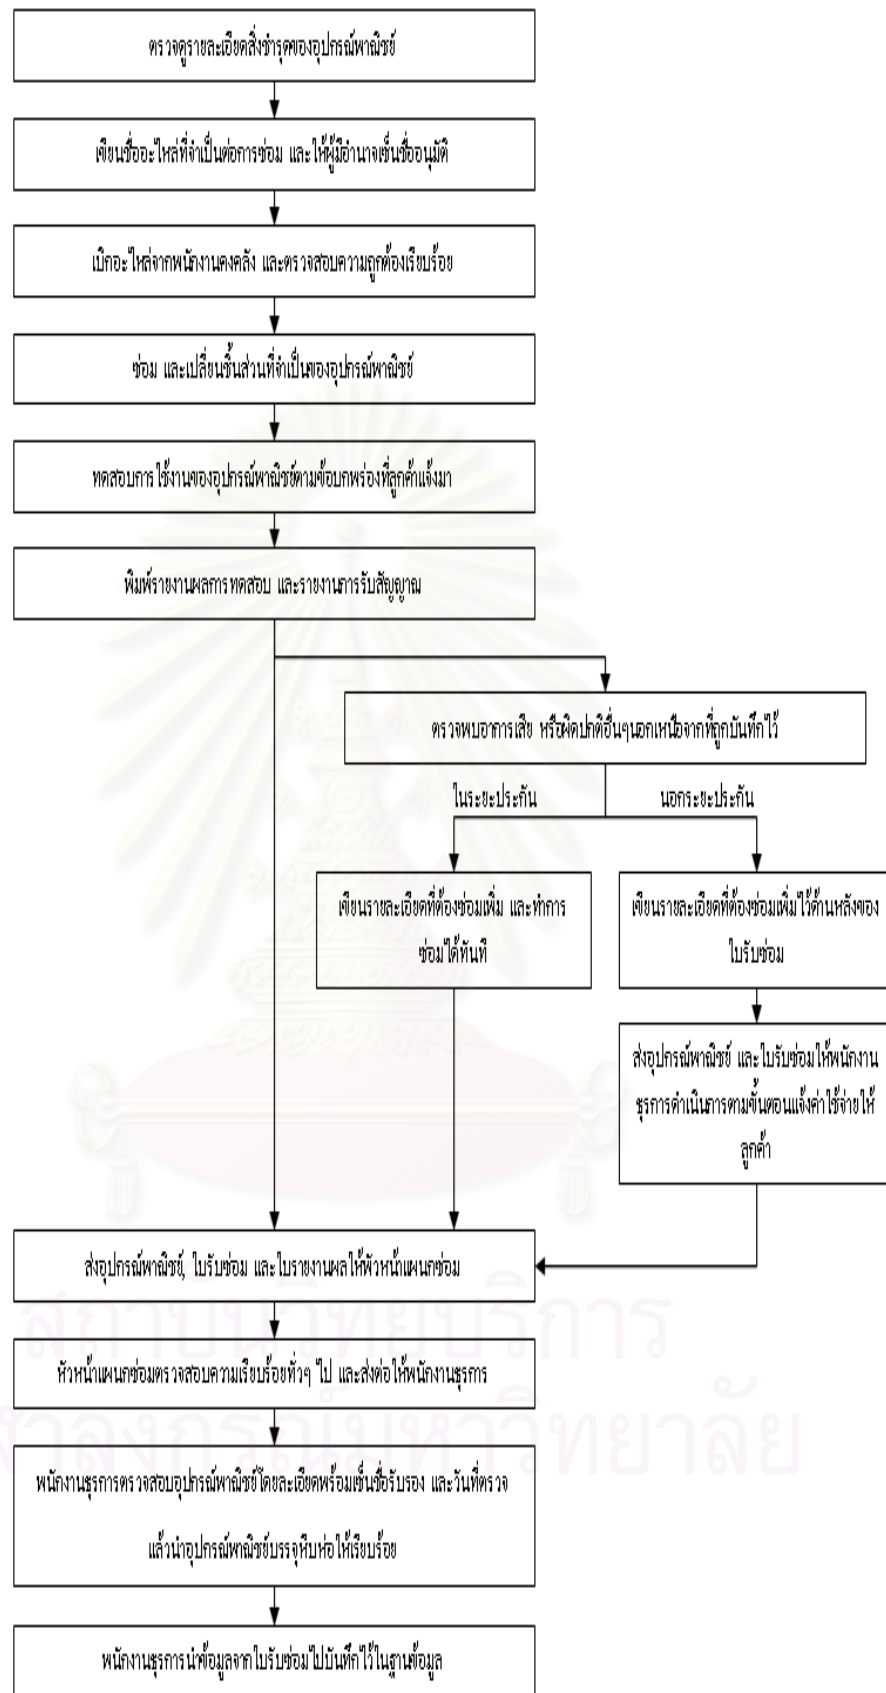 ตรวจดูรายละเอียดสิ่งชำรุดของอุปกรณ์พาณิชย์
เขียนชื่ออะไหล่ที่จำเป็นต่อการซ่อม และให้ผู้มีอำนาจเซ็นชื่ออนุมัติ
เบิกอะไหล่จากพนักงานคงคลัง และตรวจสอบความถูกต้องเรียบร้อย
ซ่อม และเปลี่ยนชิ้นส่วนที่จำเป็นของอุปกรณ์พาณิชย์
ทดสอบการใช้งานของอุปกรณ์พาณิชย์ตามข้อบกพร่องที่ลูกค้าแจ้งมา
พิมพ์รายงานผลการทดสอบ และรายงานการรับสัญญาณ
ตรวจพบอาการเสีย หรือผิดปกติอื่นๆนอกเหนือจากที่ถูกบันทึกไว้
ในระยะประกัน
นอกระยะประกัน
เขียนรายละเอียดที่ต้องซ่อมเพิ่ม และทำการ
ซ่อมได้ทันที
เขียนรายละเอียดที่ต้องซ่อมเพิ่มไว้ด้านหลังของ
ใบรับซ่อม
ส่งอุปกรณ์พาณิชย์ และใบรับซ่อมให้พนักงาน
ธุรการดำเนินการตามขั้นตอนแจ้งค่าใช้จ่ายให้
ลูกค้า
ส่งอุปกรณ์พาณิชย์, ใบรับซ่อม และใบรายงานผลให้หัวหน้าแผนกซ่อม
หัวหน้าแผนกซ่อมตรวจสอบความเรียบร้อยทั่วๆ ไป และส่งต่อให้พนักงานธุรการ
พนักงานธุรการตรวจสอบอุปกรณ์พาณิชย์โดยละเอียดพร้อมเซ็นชื่อรับรอง และวันที่ตรวจ
แล้วนำอุปกรณ์พาณิชย์บรรจุหีบห่อให้เรียบร้อย
พนักงานธุรการนำข้อมูลจากใบรับซ่อมไปบันทึกไว้ในฐานข้อมูล
สถาบันวิทยบริการ
จุฬาลงกรณ์มหาวิทยาลัย